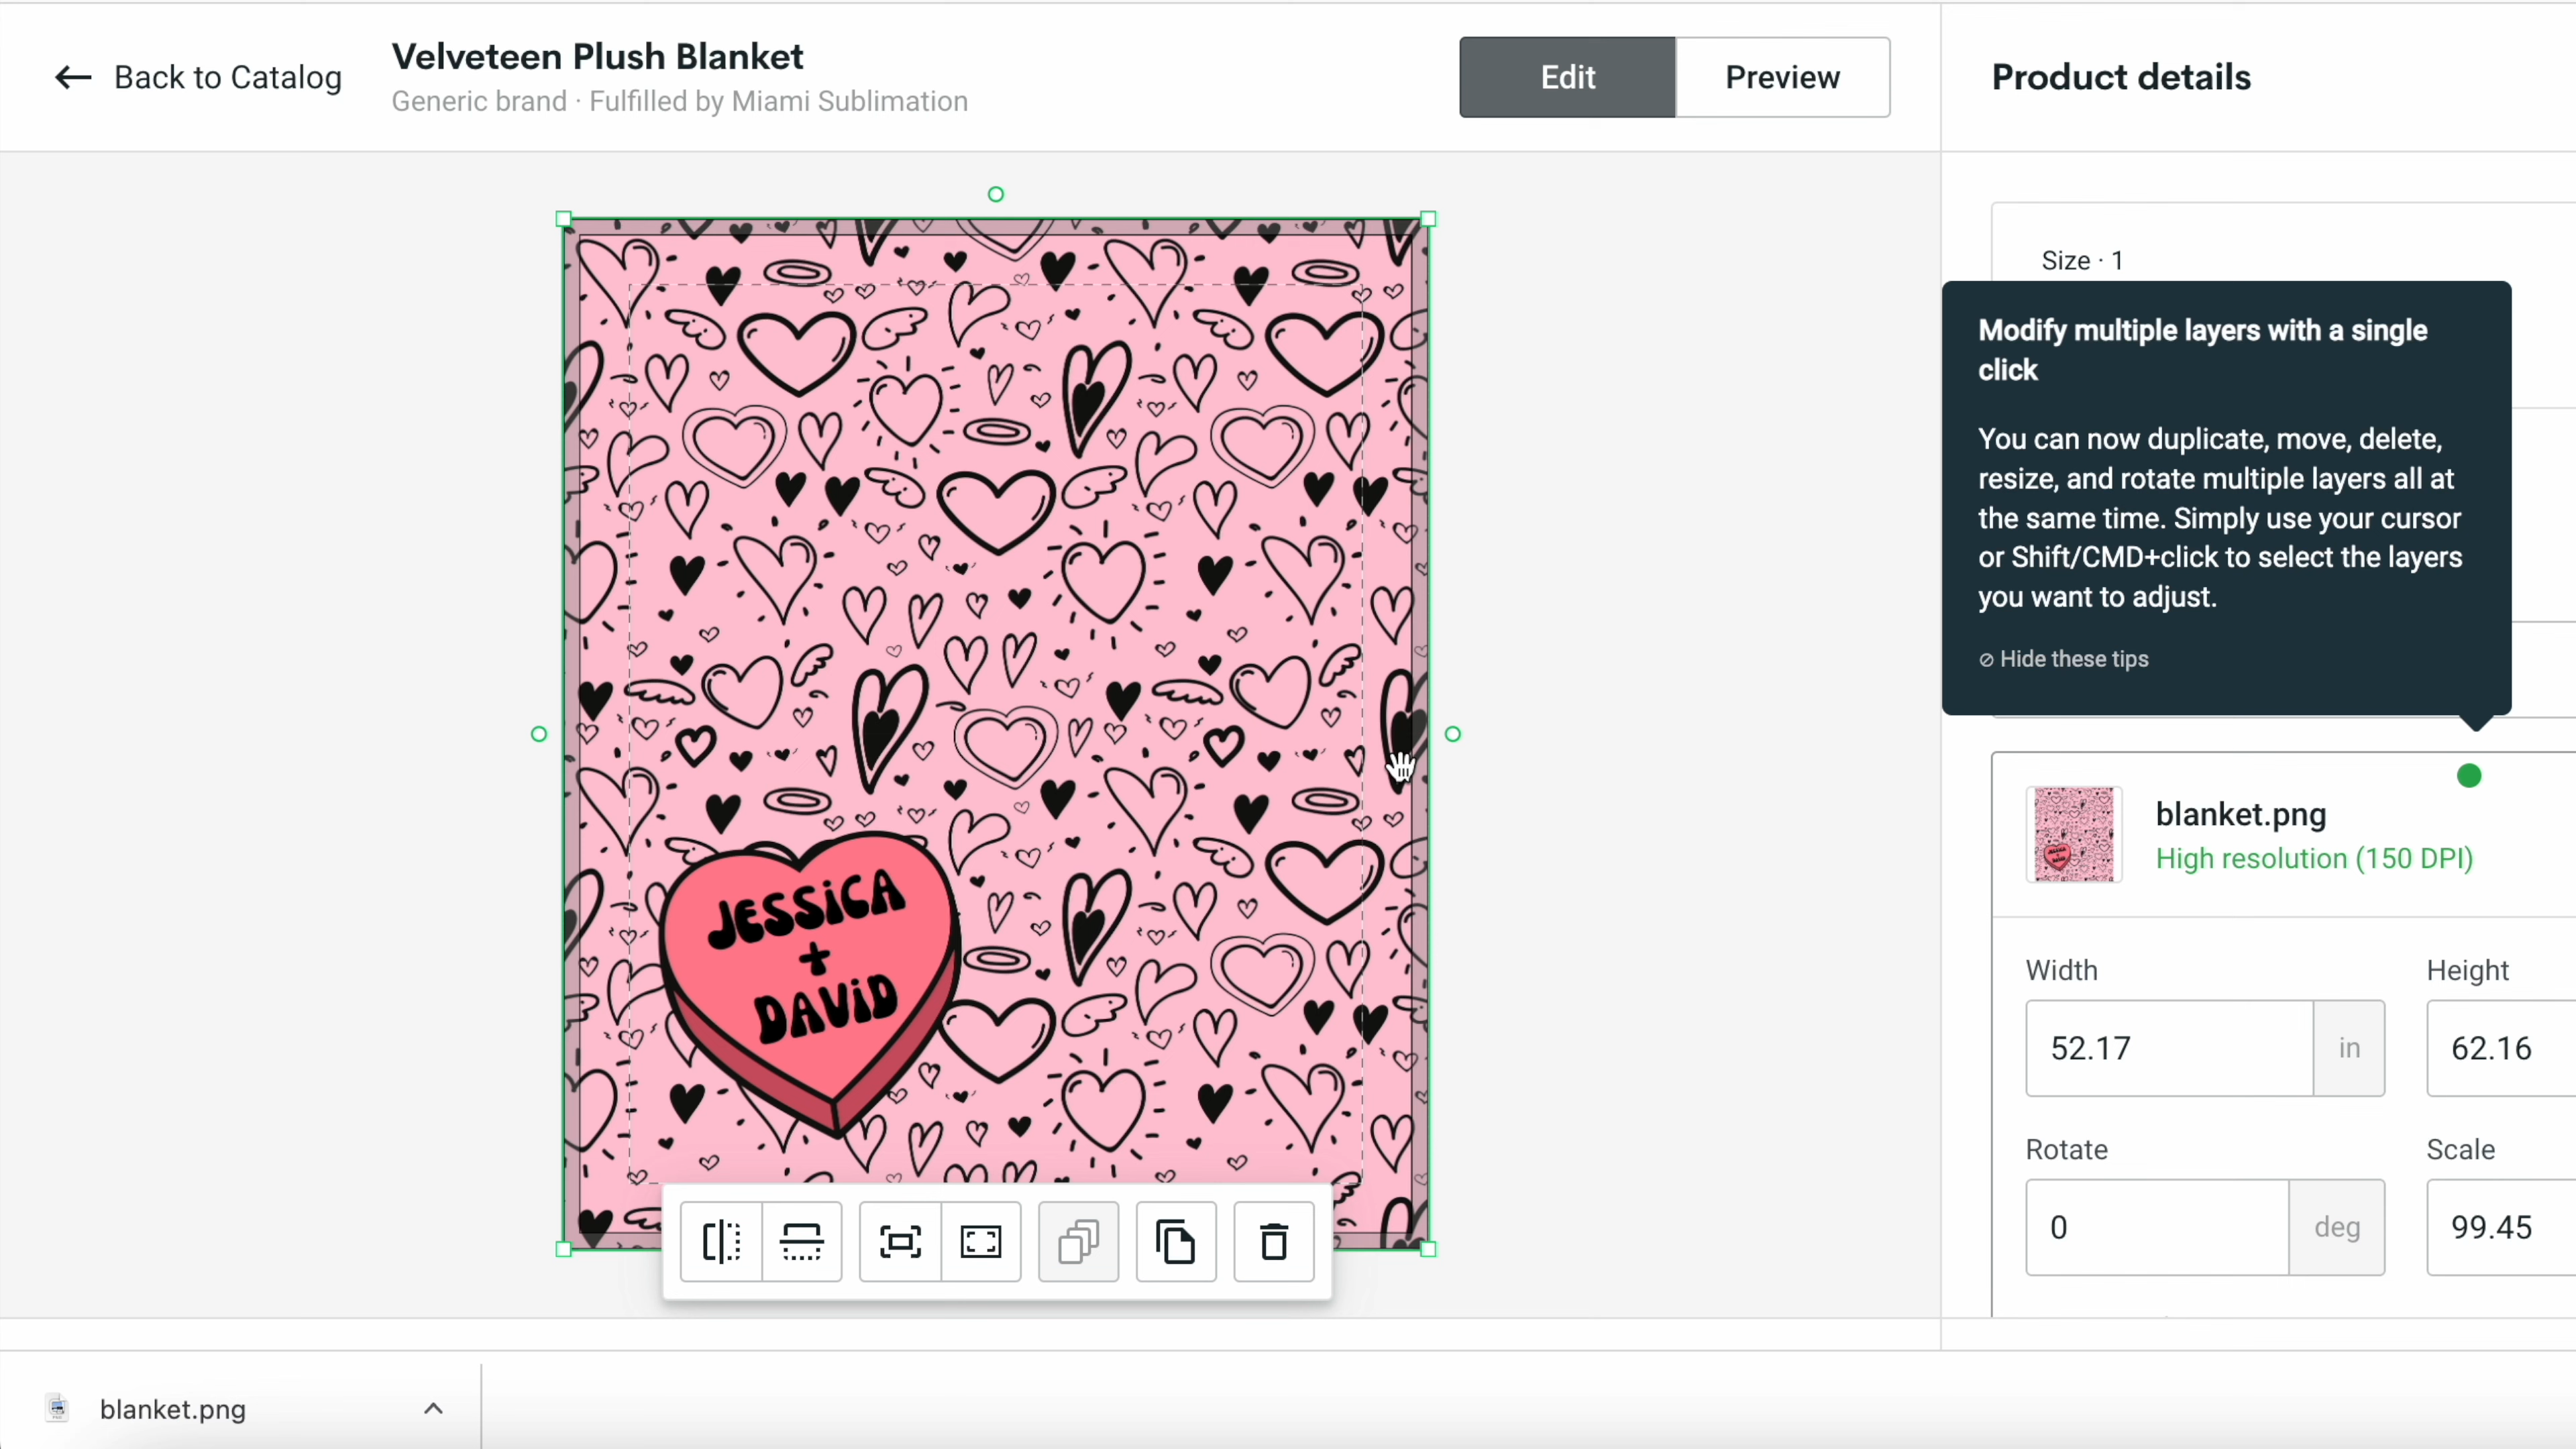 Back to Catalog
Velveteen Plush Blanket
Generic brand · Fulfilled by Miami Sublimation
Edit
Preview
Product details
Size · 1
Modify multiple layers with a single
click
You can now duplicate, move, delete,
resize, and rotate multiple layers all at
the same time. Simply use your cursor
or Shift/CMD+click to select the layers
you want to adjust.
Hide these tips
blanket.png
High resolution (150 DPI)
Width
Height
52.17 in
62.16
Rotate
Scale
0 deg
99.45
JESSiCA
+
DAViD
blanket.png